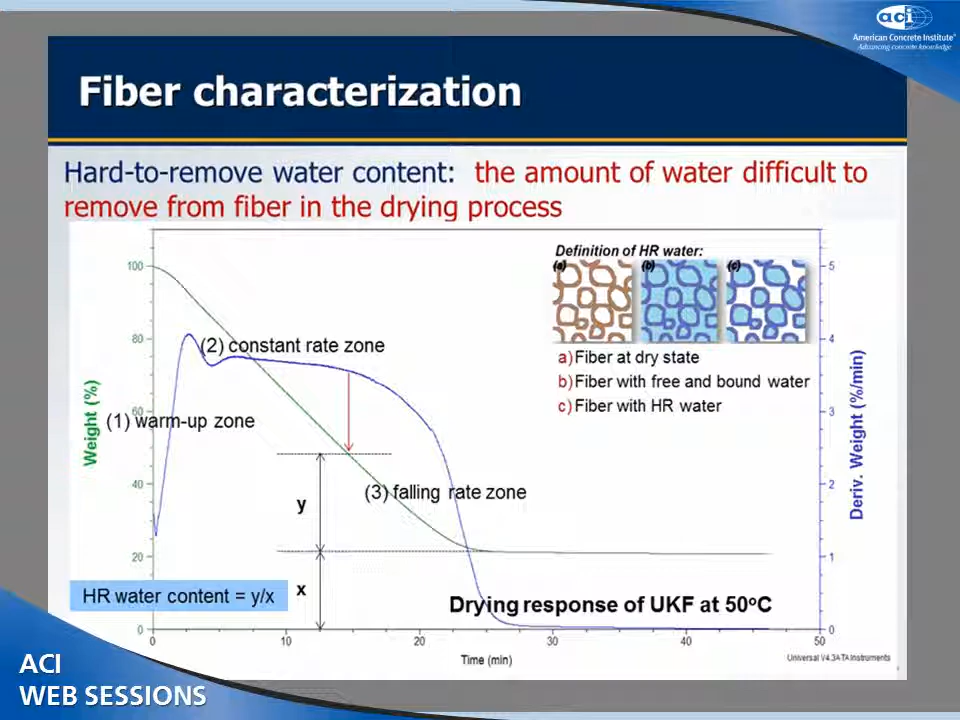 aci
American Concrete Institute®
Advancing concrete knowledge
Fiber characterization
Hard-to-remove water content: the amount of water difficult to
remove from fiber in the drying process
Definition of HR water:
(a) (b) (c)
a) Fiber at dry state
b) Fiber with free and bound water
c) Fiber with HR water
100
80
60
40
20
0
Weight (%)
(2) constant rate zone
(1) warm-up zone
(3) falling rate zone
y
x
HR water content = y/x
Drying response of UKF at 50°C
5
4
3
2
1
0
Deriv. Weight (%/min)
0 10 20 30 40 50
Time (min)
Universal V4.3A TA Instruments
ACI
WEB SESSIONS